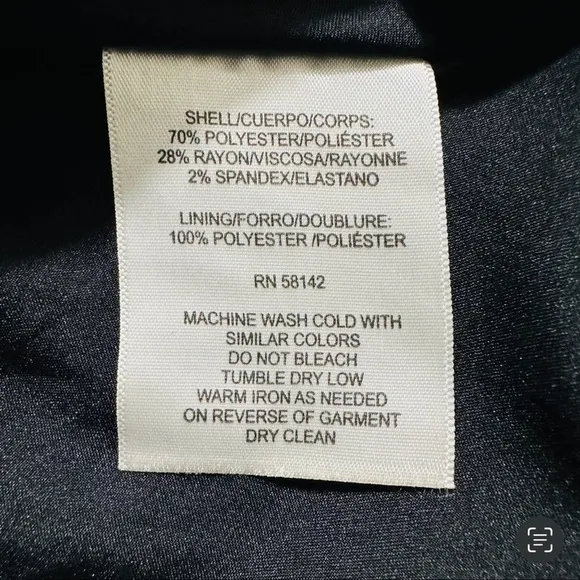 SHELL/CUERPO/CORPS:
70% POLYESTER/POLIÉSTER
28% RAYON/VISCOSA/RAYONNE
2% SPANDEX/ELASTANO
LINING/FORRO/DOUBLURE:
100% POLYESTER /POLIÉSTER
RN 58142
MACHINE WASH COLD WITH
SIMILAR COLORS
DO NOT BLEACH
TUMBLE DRY LOW
WARM IRON AS NEEDED
ON REVERSE OF GARMENT
DRY CLEAN